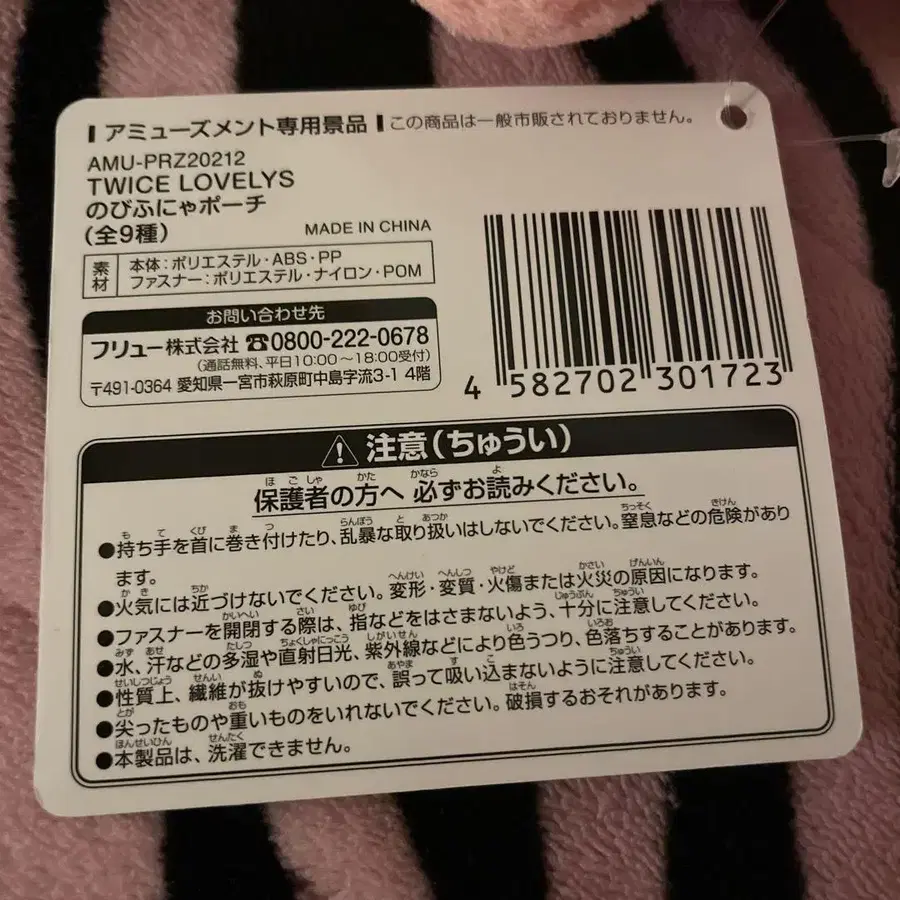 アミューズメント専用景品 この商品は一般市販されておりません。
AMU-PRZ20212
TWICE LOVELYS
のびふにゃポーチ
(全9種)
MADE IN CHINA
素材 本体:ポリエステル・ABS・PP
ファスナー:ポリエステル・ナイロン・POM
お問い合わせ先
フリュー株式会社 ☎0800-222-0678
(通話無料、平日10:00～18:00受付)
〒491-0364 愛知県一宮市萩原町中島字流3-1 4階
4 582702 301723
⚠ 注意(ちゅうい)
保護者の方へ 必ずお読みください。
●持ち手を首に巻き付けたり、乱暴な取り扱いはしないでください。窒息などの危険があり
ます。
●火気には近づけないでください。変形・変質・火傷または火災の原因になります。
●ファスナーを開閉する際は、指などをはさまないよう、十分に注意してください。
●水、汗などの多湿や直射日光、紫外線などにより色うつり、色落ちすることがあります。
●性質上、繊維が抜けやすいので、誤って吸い込まないように注意してください。
●尖ったものや重いものをいれないでください。破損するおそれがあります。
●本製品は、洗濯できません。